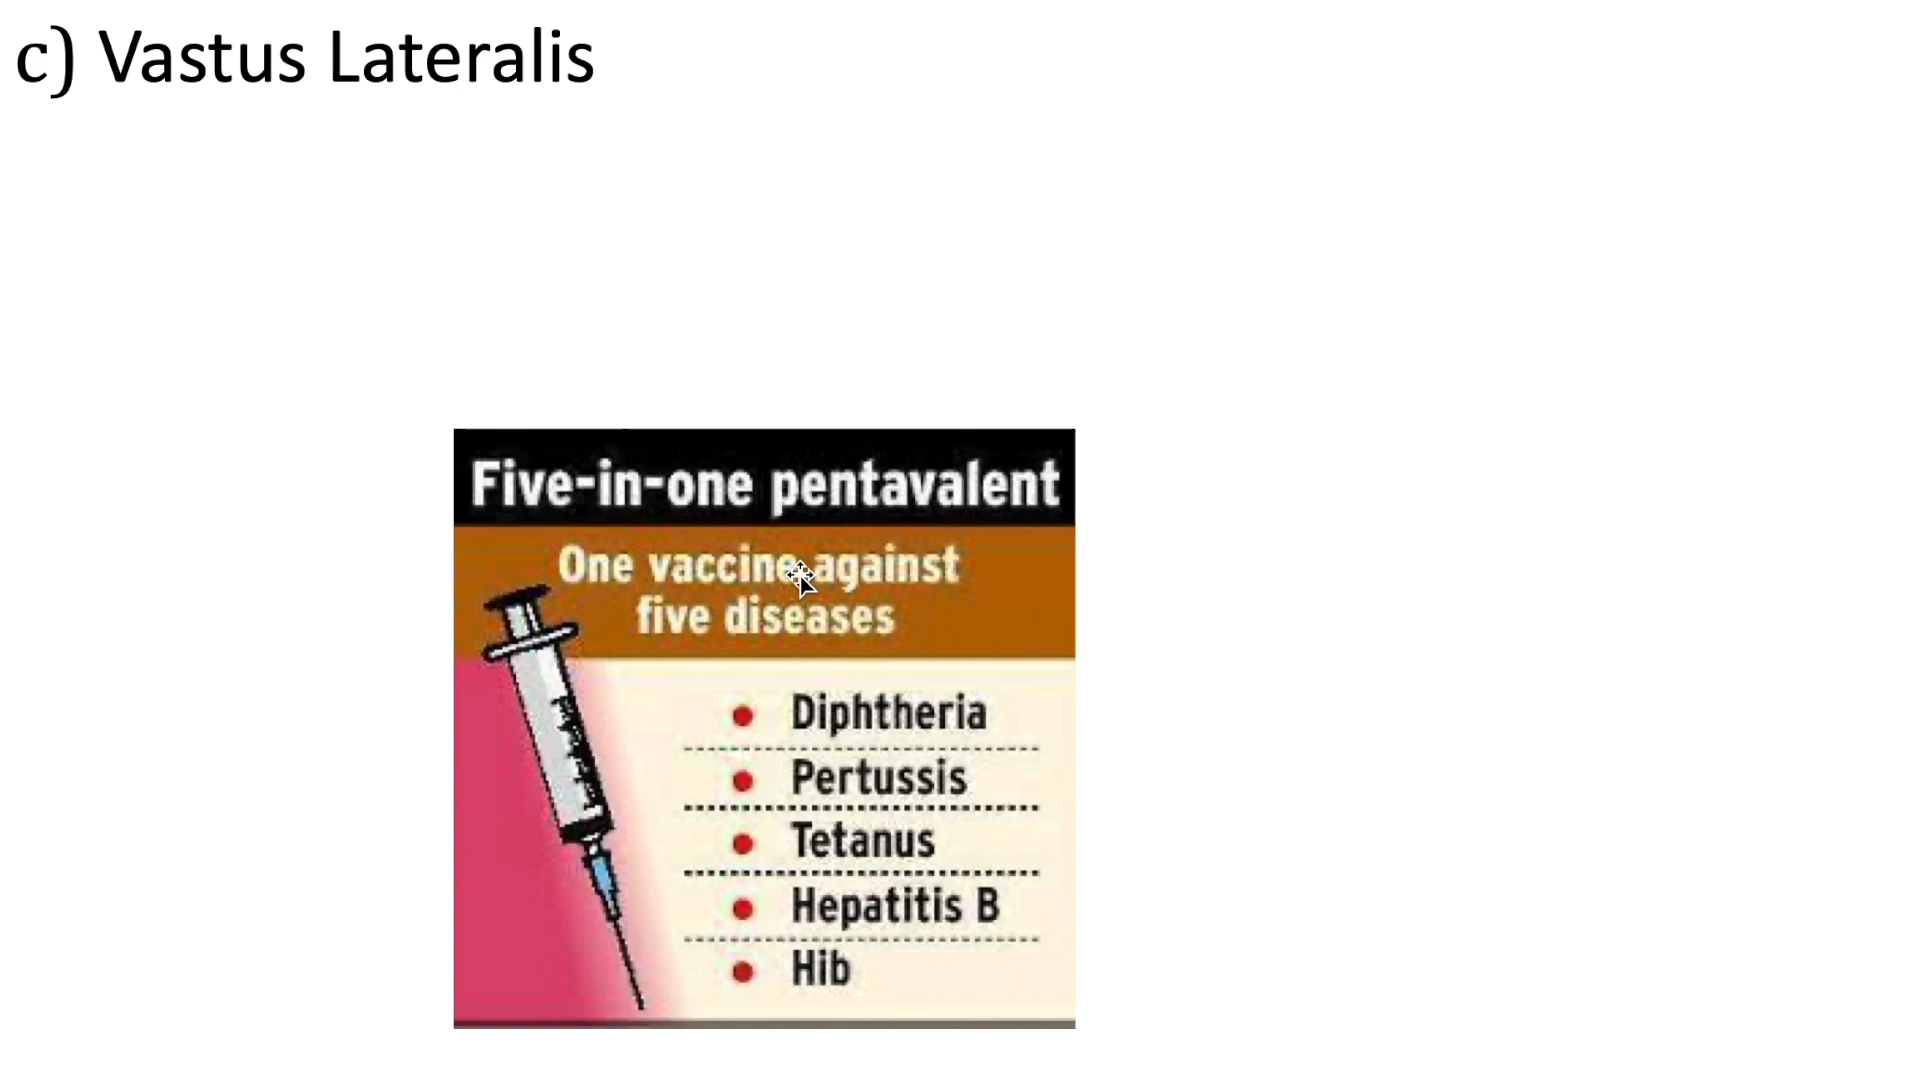 c) Vastus Lateralis
Five-in-one pentavalent
One vaccine against
five diseases
• Diphtheria
• Pertussis
• Tetanus
• Hepatitis B
• Hib